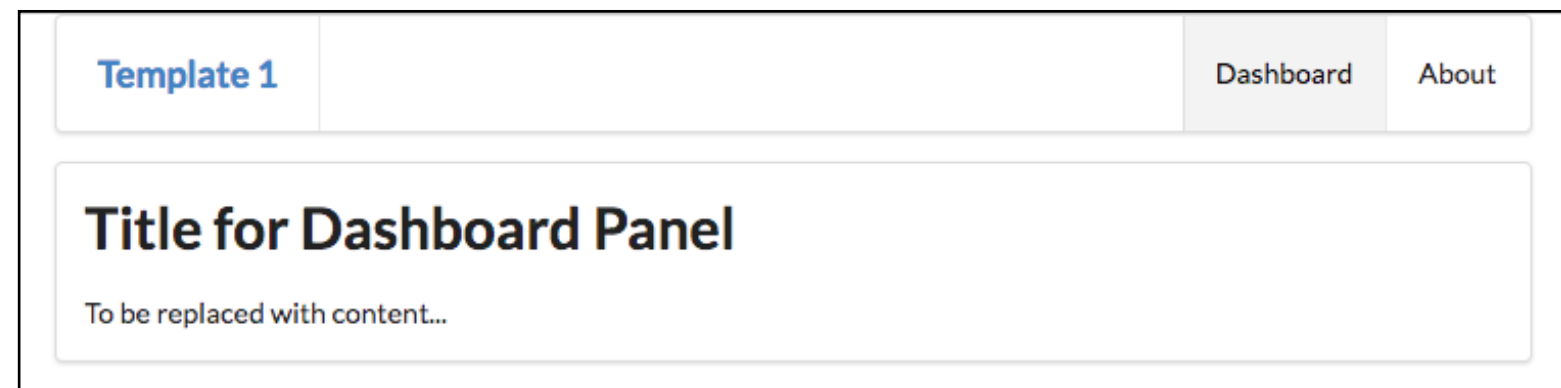 Template 1
Dashboard
About
Title for Dashboard Panel
To be replaced with content...